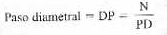 Paso diametral = DP = N / PD